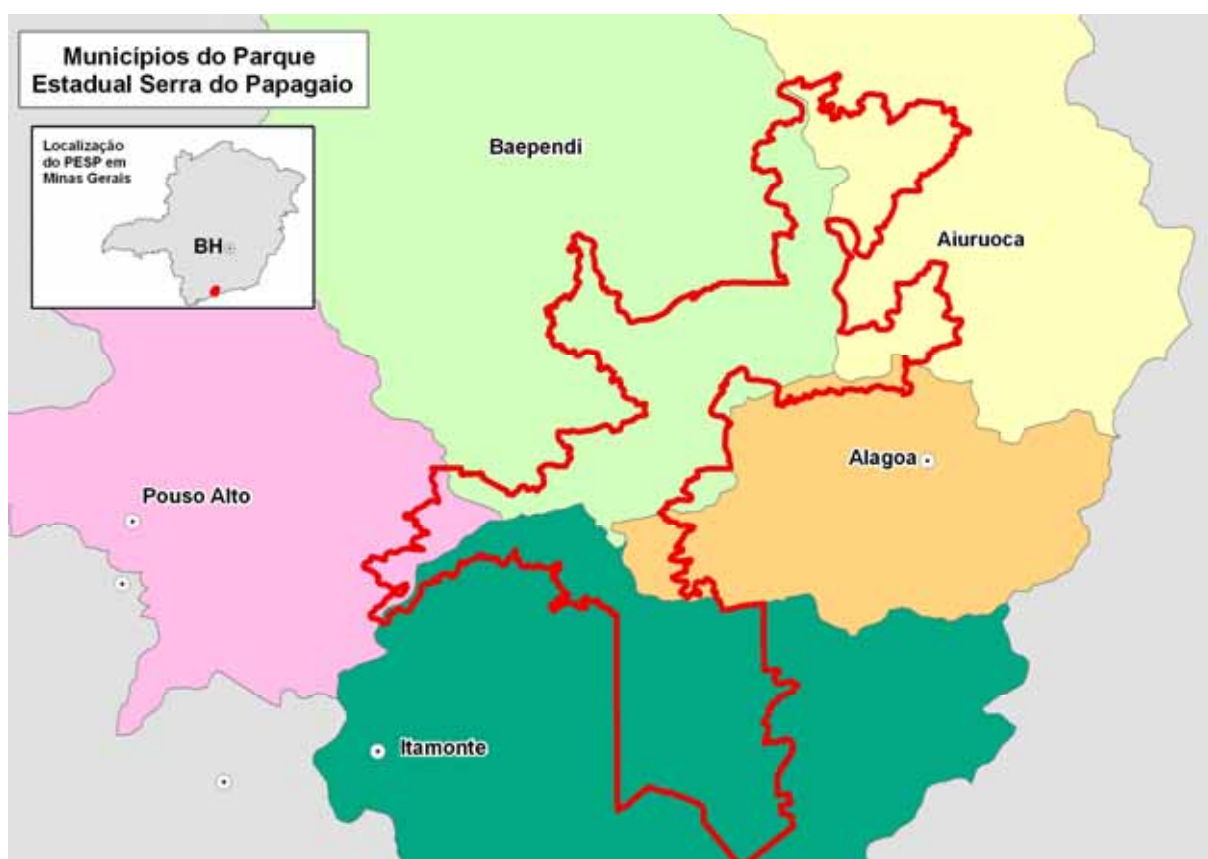 Municípios do Parque
Estadual Serra do Papagaio
Localização
do PESP em
Minas Gerais
BH
Baependi
Aiuruoca
Alagoa
Pouso Alto
Itamonte